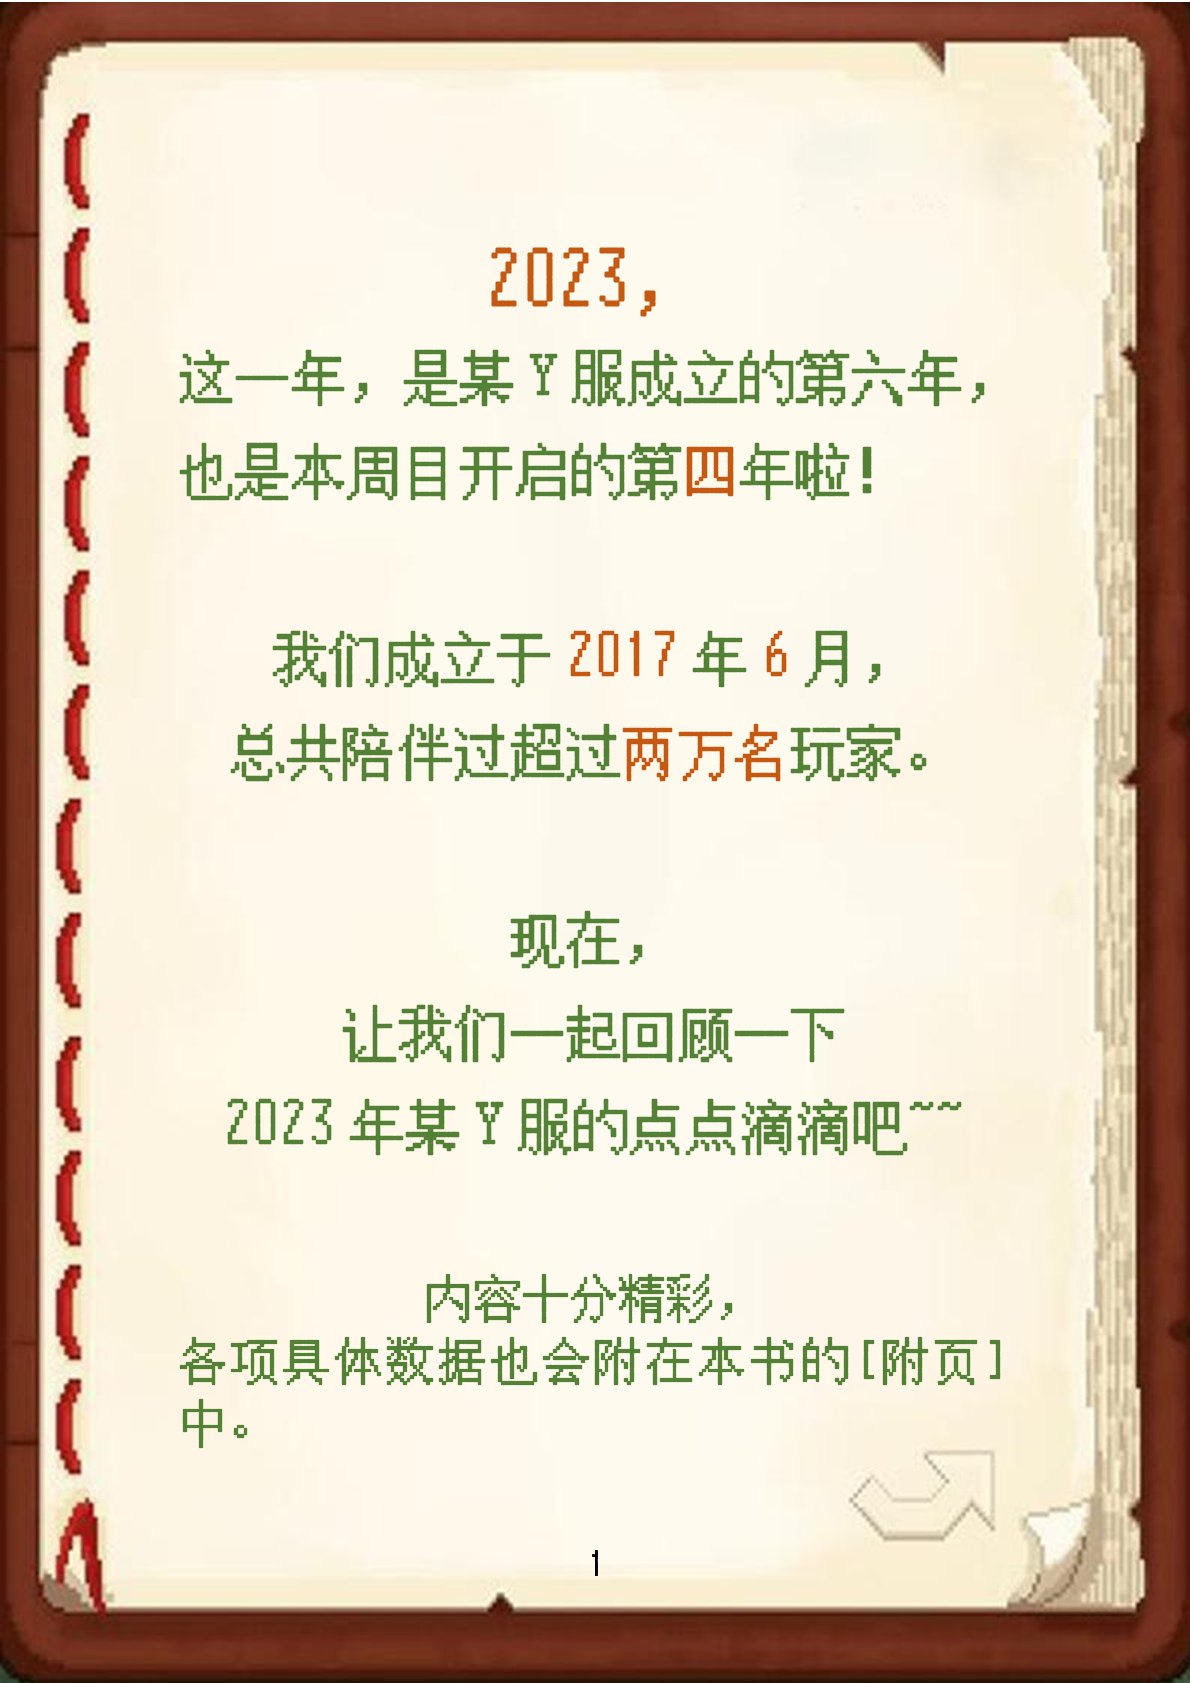 2023,
这一年，是某Y服成立的第六年，
也是本周目开启的第四年啦！
我们成立于 2017 年 6 月，
总共陪伴过超过两万名玩家。
现在，
让我们一起回顾一下
2023 年某Y服的点点滴滴吧~~
内容十分精彩，
各项具体数据也会附在本书的[附页]
中。
1